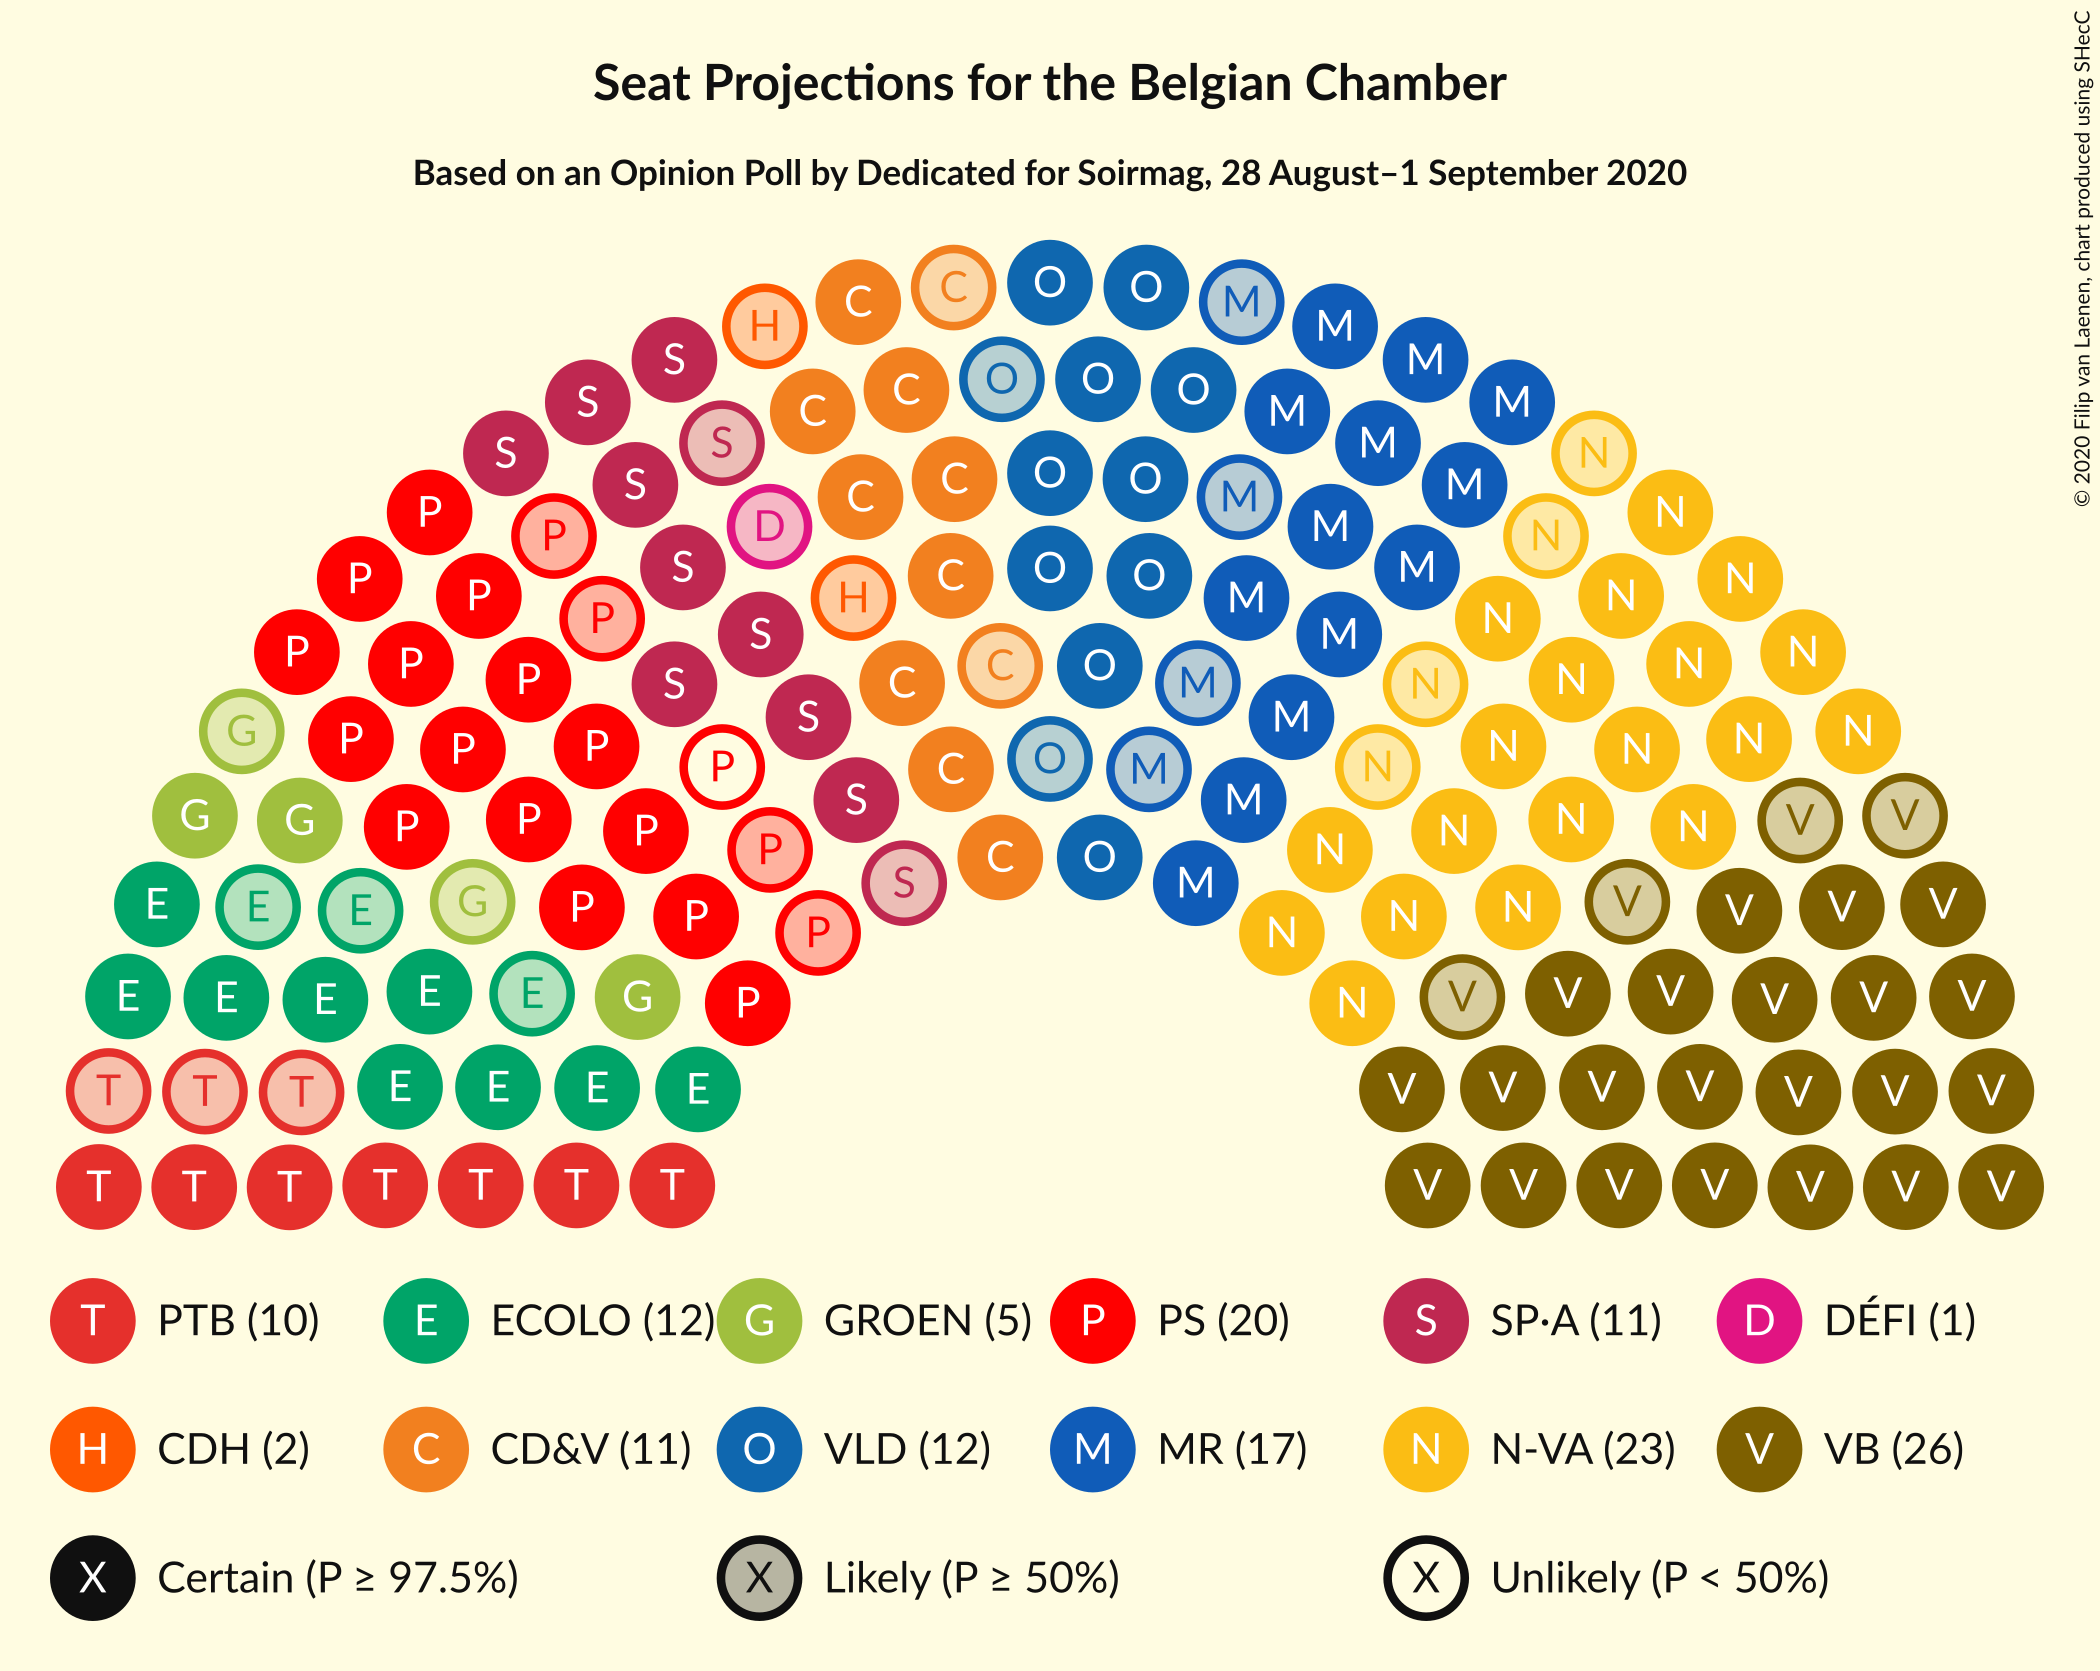 Seat Projections for the Belgian Chamber
Based on an Opinion Poll by Dedicated for Soirmag, 28 August–1 September 2020
© 2020 Filip van Laenen, chart produced using SHecC
O
C O
C M
H M
S M
S O O M
C O M
S C M N
S M
S S M N
C O O M
P S D C M N
P M
P S H C O O M N N
P P N N
P P S S M M N N
P P C C O M N N N
G P P S M N N
P P P P C O M N N N N
G G P P P P S M N N N N V V
E E E G P P S C O M N N N V V V V
E E E E E G P P N N V V V V V V
T T T E E E E V V V V V V V
T T T T T T T V V V V V V V
T PTB (10) E ECOLO (12) G GROEN (5) P PS (20) S SP·A (11) D DÉFI (1)
H CDH (2) C CD&V (11) O VLD (12) M MR (17) N N-VA (23) V VB (26)
X Certain (P ≥ 97.5%) X Likely (P ≥ 50%) X Unlikely (P < 50%)